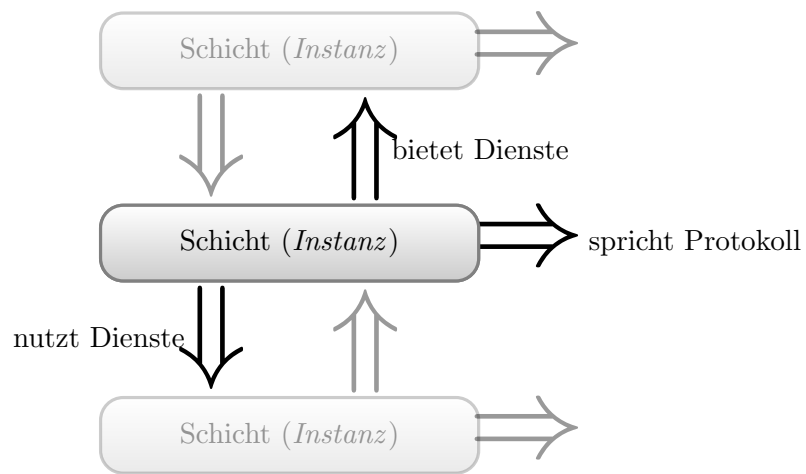 Schicht (Instanz)
bietet Dienste
Schicht (Instanz)
spricht Protokoll
nutzt Dienste
Schicht (Instanz)